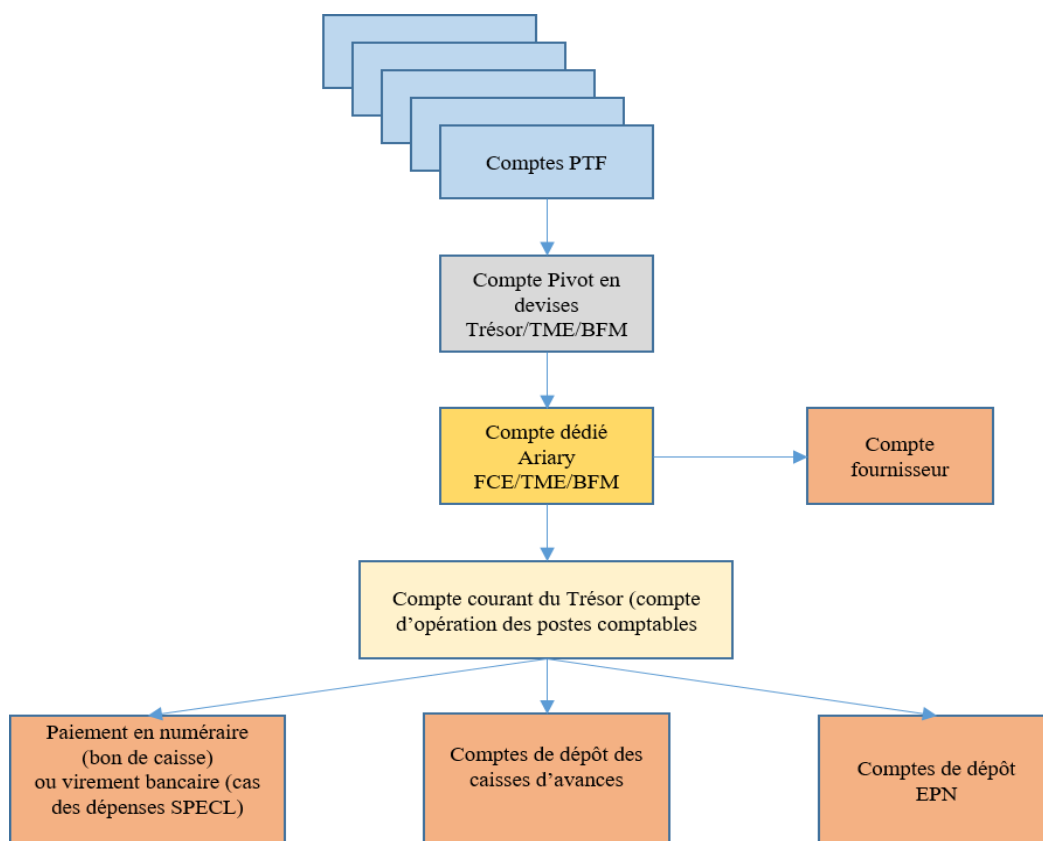 Comptes PTF
Compte Pivot en
devises
Trésor/TME/BFM
Compte dédié
Ariary
FCE/TME/BFM
Compte
fournisseur
Compte courant du Trésor (compte
d’opération des postes comptables
Paiement en numéraire
(bon de caisse)
ou virement bancaire (cas
des dépenses SPECL)
Comptes de dépôt des
caisses d’avances
Comptes de dépôt
EPN